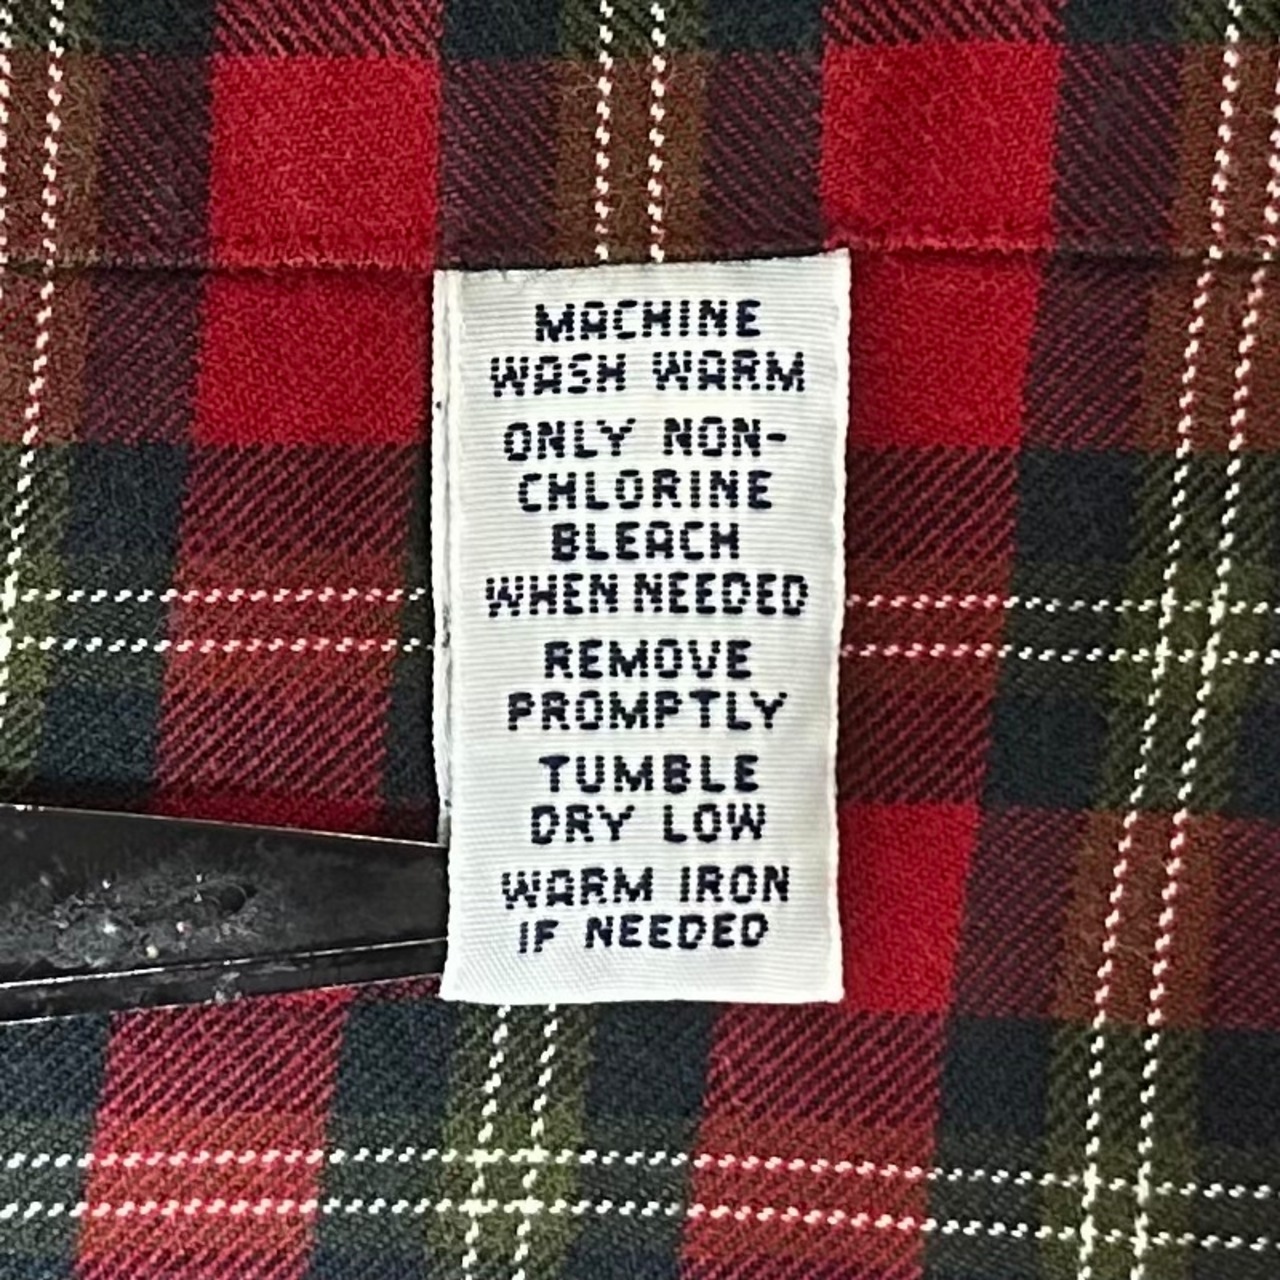 MACHINE
WASH WARM
ONLY NON-
CHLORINE
BLEACH
WHEN NEEDED
REMOVE
PROMPTLY
TUMBLE
DRY LOW
WARM IRON
IF NEEDED